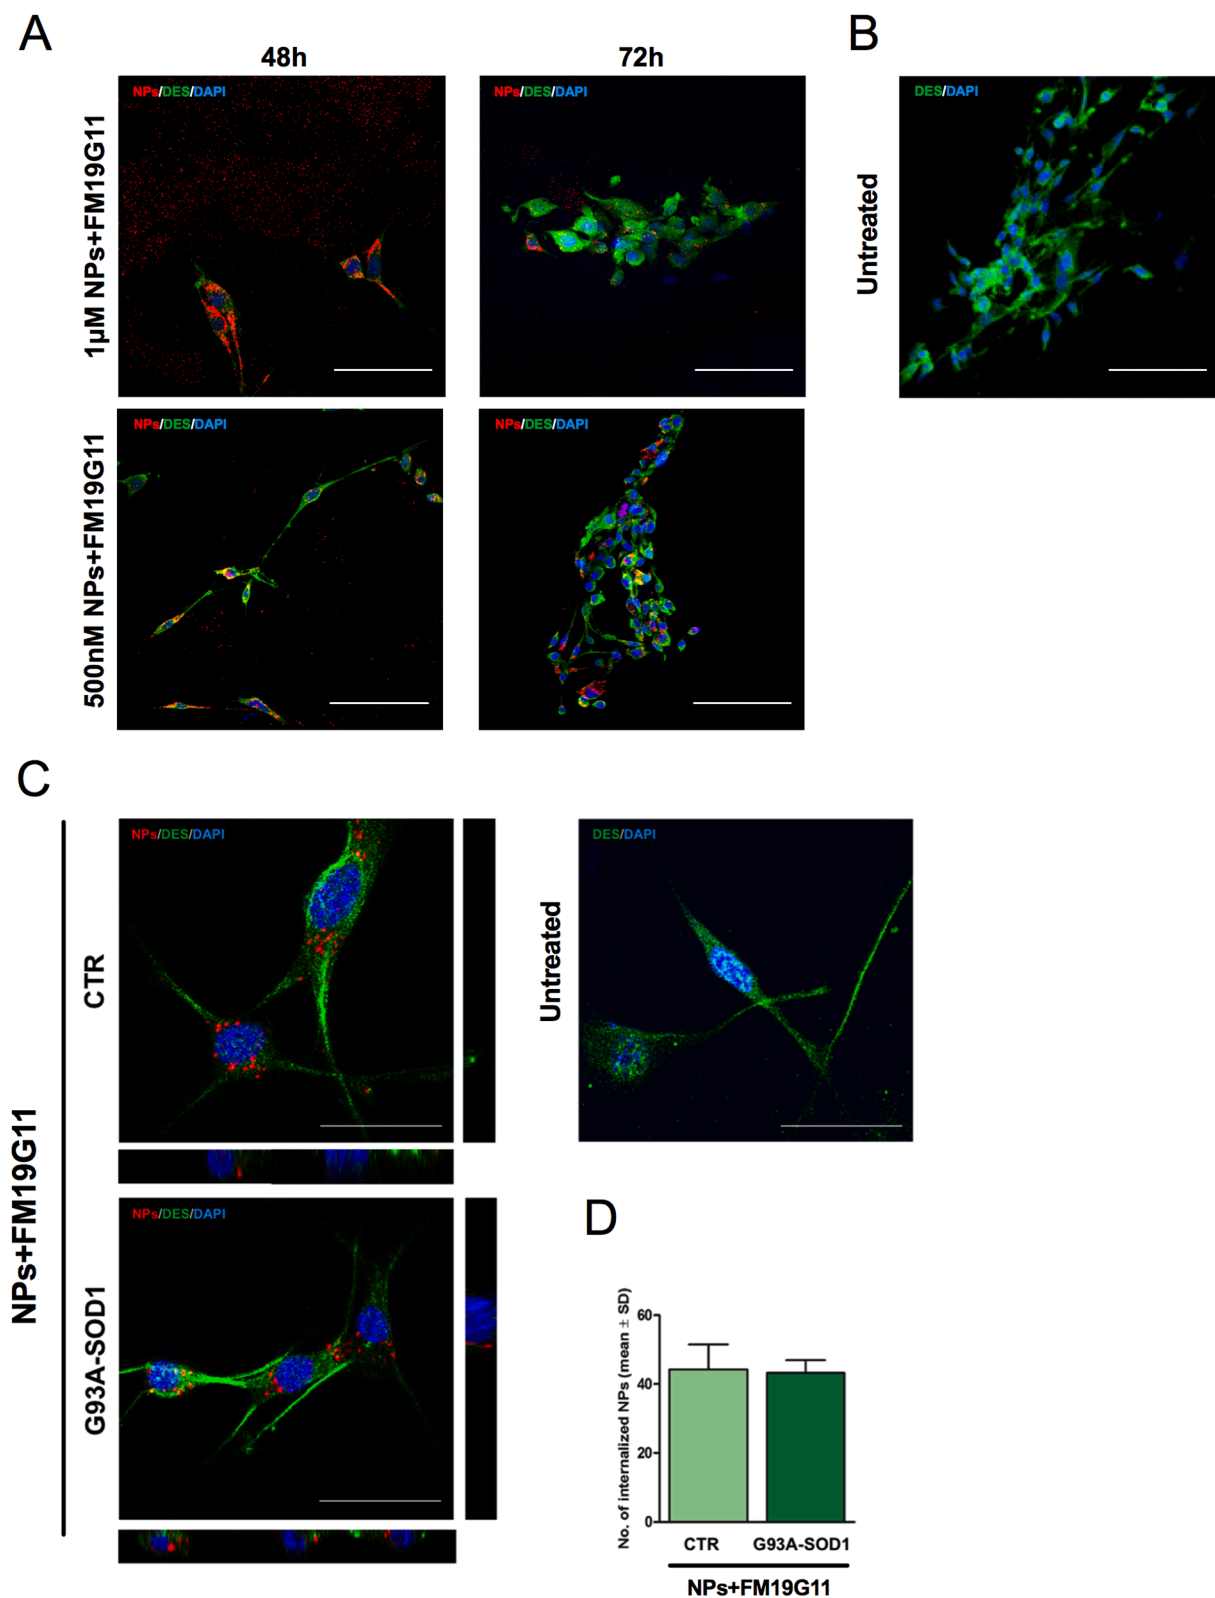 A
B
48h
72h
1µM NPs+FM19G11
NPs/DES/DAPI
NPs/DES/DAPI
Untreated
DES/DAPI
500nM NPs+FM19G11
NPs/DES/DAPI
NPs/DES/DAPI
C
NPs+FM19G11
CTR
NPs/DES/DAPI
Untreated
DES/DAPI
G93A-SOD1
NPs/DES/DAPI
D
No. of internalized NPs (mean ± SD)
60
40
20
0
CTR
G93A-SOD1
NPs+FM19G11